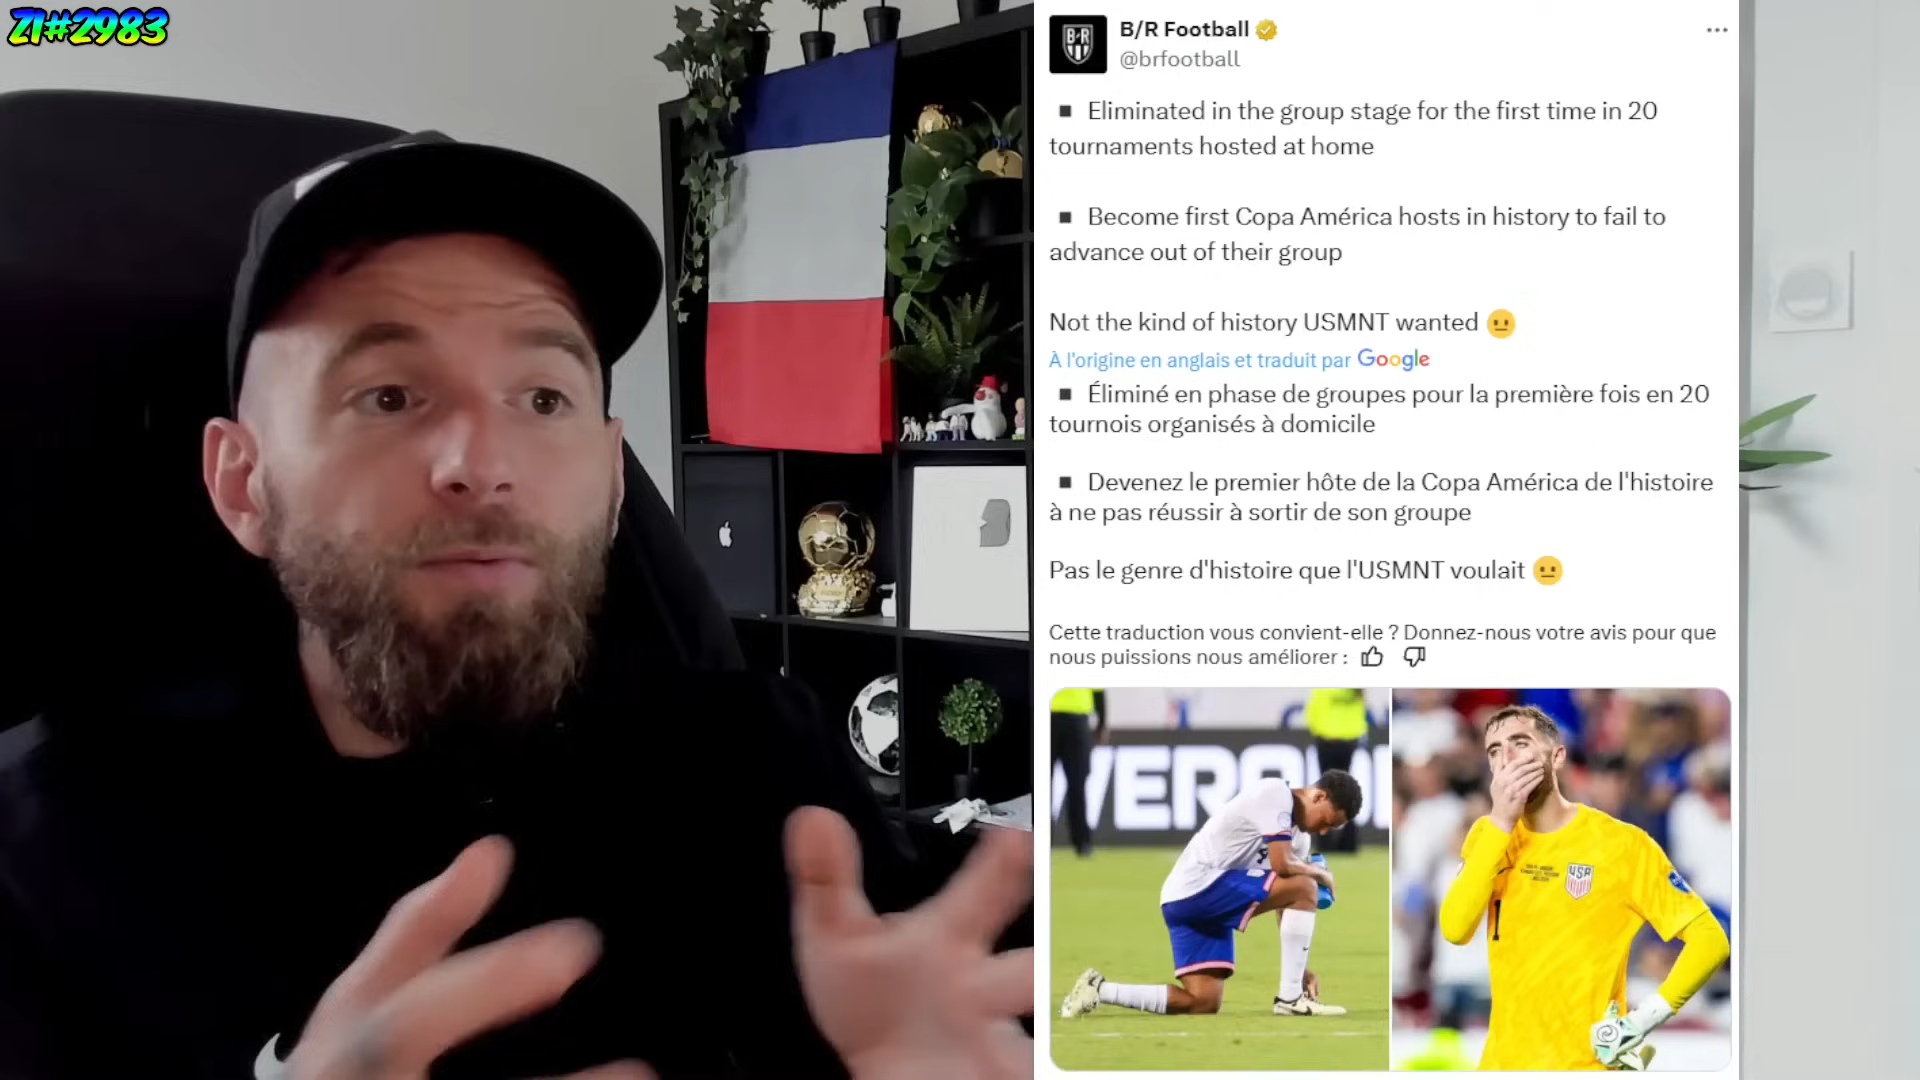 ZI#2983
B/R Football
@brfootball
▪ Eliminated in the group stage for the first time in 20
tournaments hosted at home
▪ Become first Copa América hosts in history to fail to
advance out of their group
Not the kind of history USMNT wanted 😐
À l'origine en anglais et traduit par Google
▪ Éliminé en phase de groupes pour la première fois en 20
tournois organisés à domicile
▪ Devenez le premier hôte de la Copa América de l'histoire
à ne pas réussir à sortir de son groupe
Pas le genre d'histoire que l'USMNT voulait 😐
Cette traduction vous convient-elle ? Donnez-nous votre avis pour que
nous puissions nous améliorer :
B R
USA
1